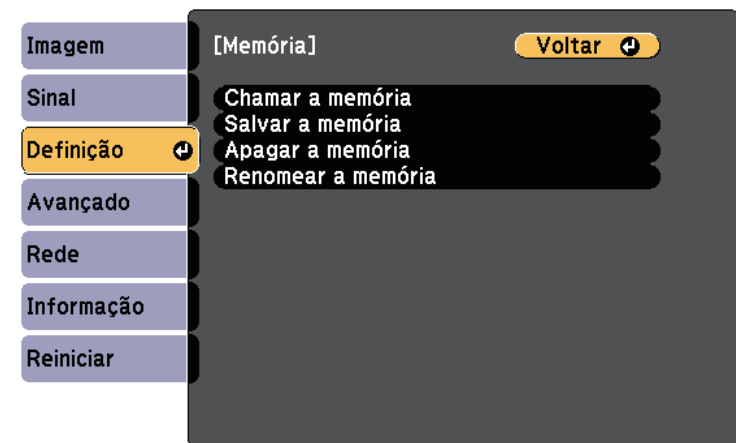 Imagem
Sinal
Definição
Avançado
Rede
Informação
Reiniciar
[Memória]
Voltar
Chamar a memória
Salvar a memória
Apagar a memória
Renomear a memória